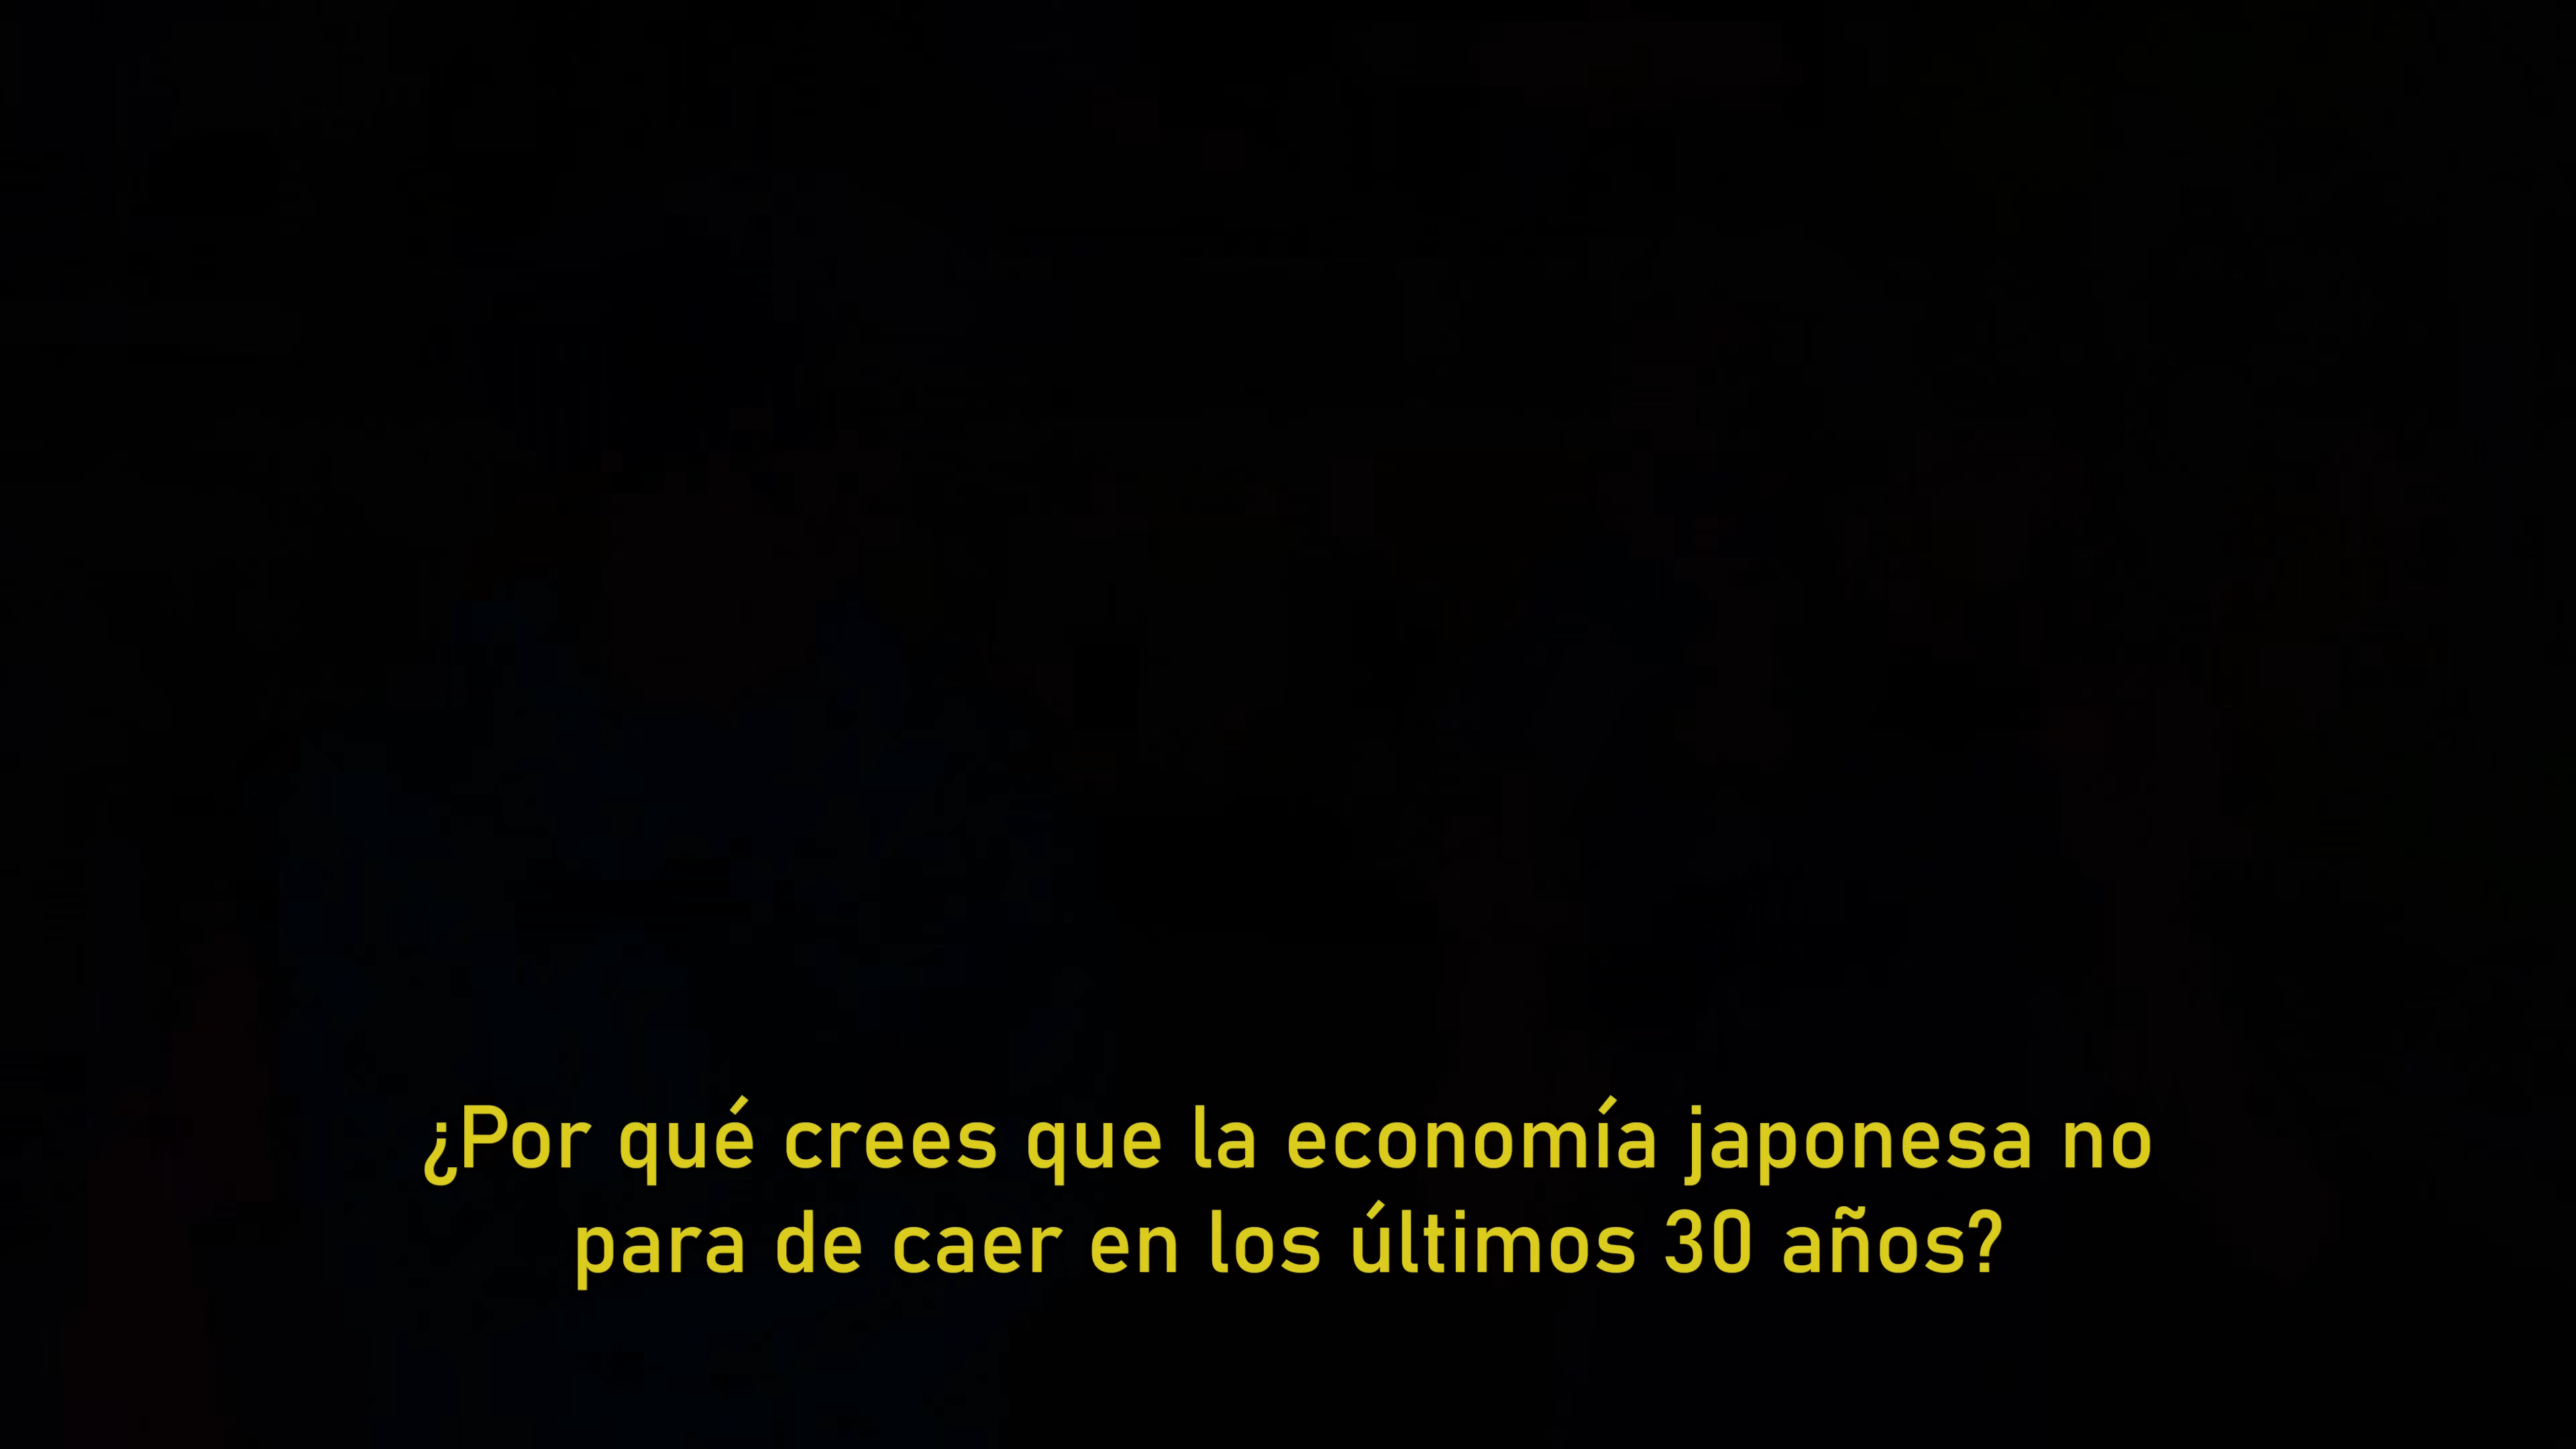 ¿Por qué crees que la economía japonesa no
para de caer en los últimos 30 años?